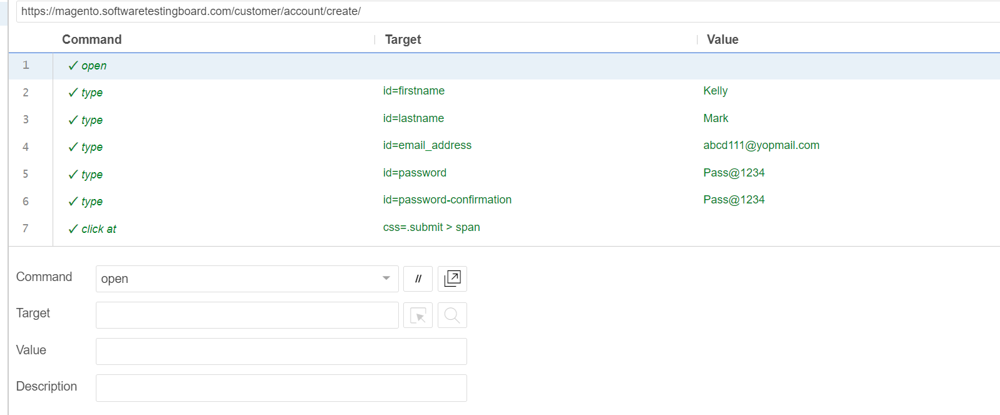 https://magento.softwaretestingboard.com/customer/account/create/
Command Target Value
1 ✓ open
2 ✓ type id=firstname Kelly
3 ✓ type id=lastname Mark
4 ✓ type id=email_address abcd111@yopmail.com
5 ✓ type id=password Pass@1234
6 ✓ type id=password-confirmation Pass@1234
7 ✓ click at css=.submit > span
Command open //
Target
Value
Description